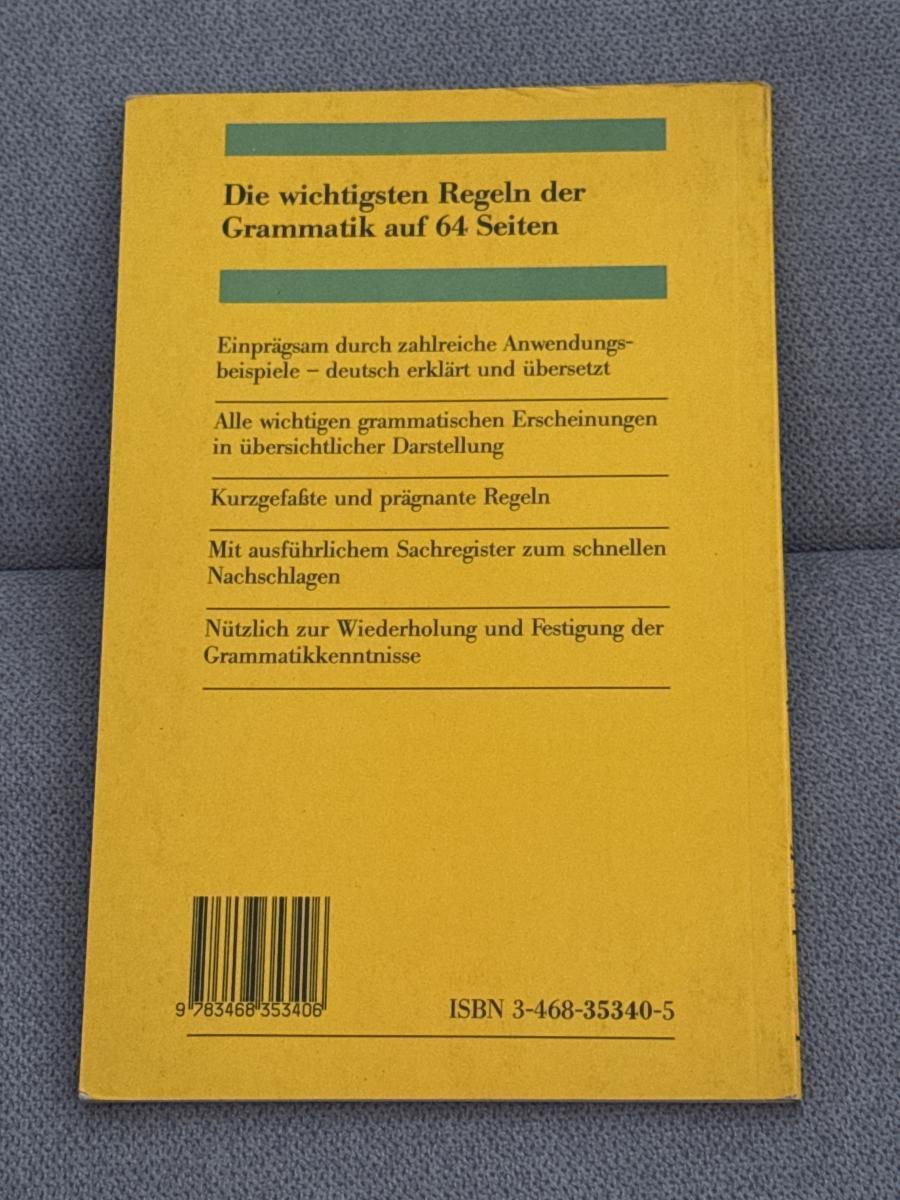 Die wichtigsten Regeln der
Grammatik auf 64 Seiten
Einprägsam durch zahlreiche Anwendungs-
beispiele – deutsch erklärt und übersetzt
Alle wichtigen grammatischen Erscheinungen
in übersichtlicher Darstellung
Kurzgefaßte und prägnante Regeln
Mit ausführlichem Sachregister zum schnellen
Nachschlagen
Nützlich zur Wiederholung und Festigung der
Grammatikkenntnisse
9 783468 353406
ISBN 3-468-35340-5